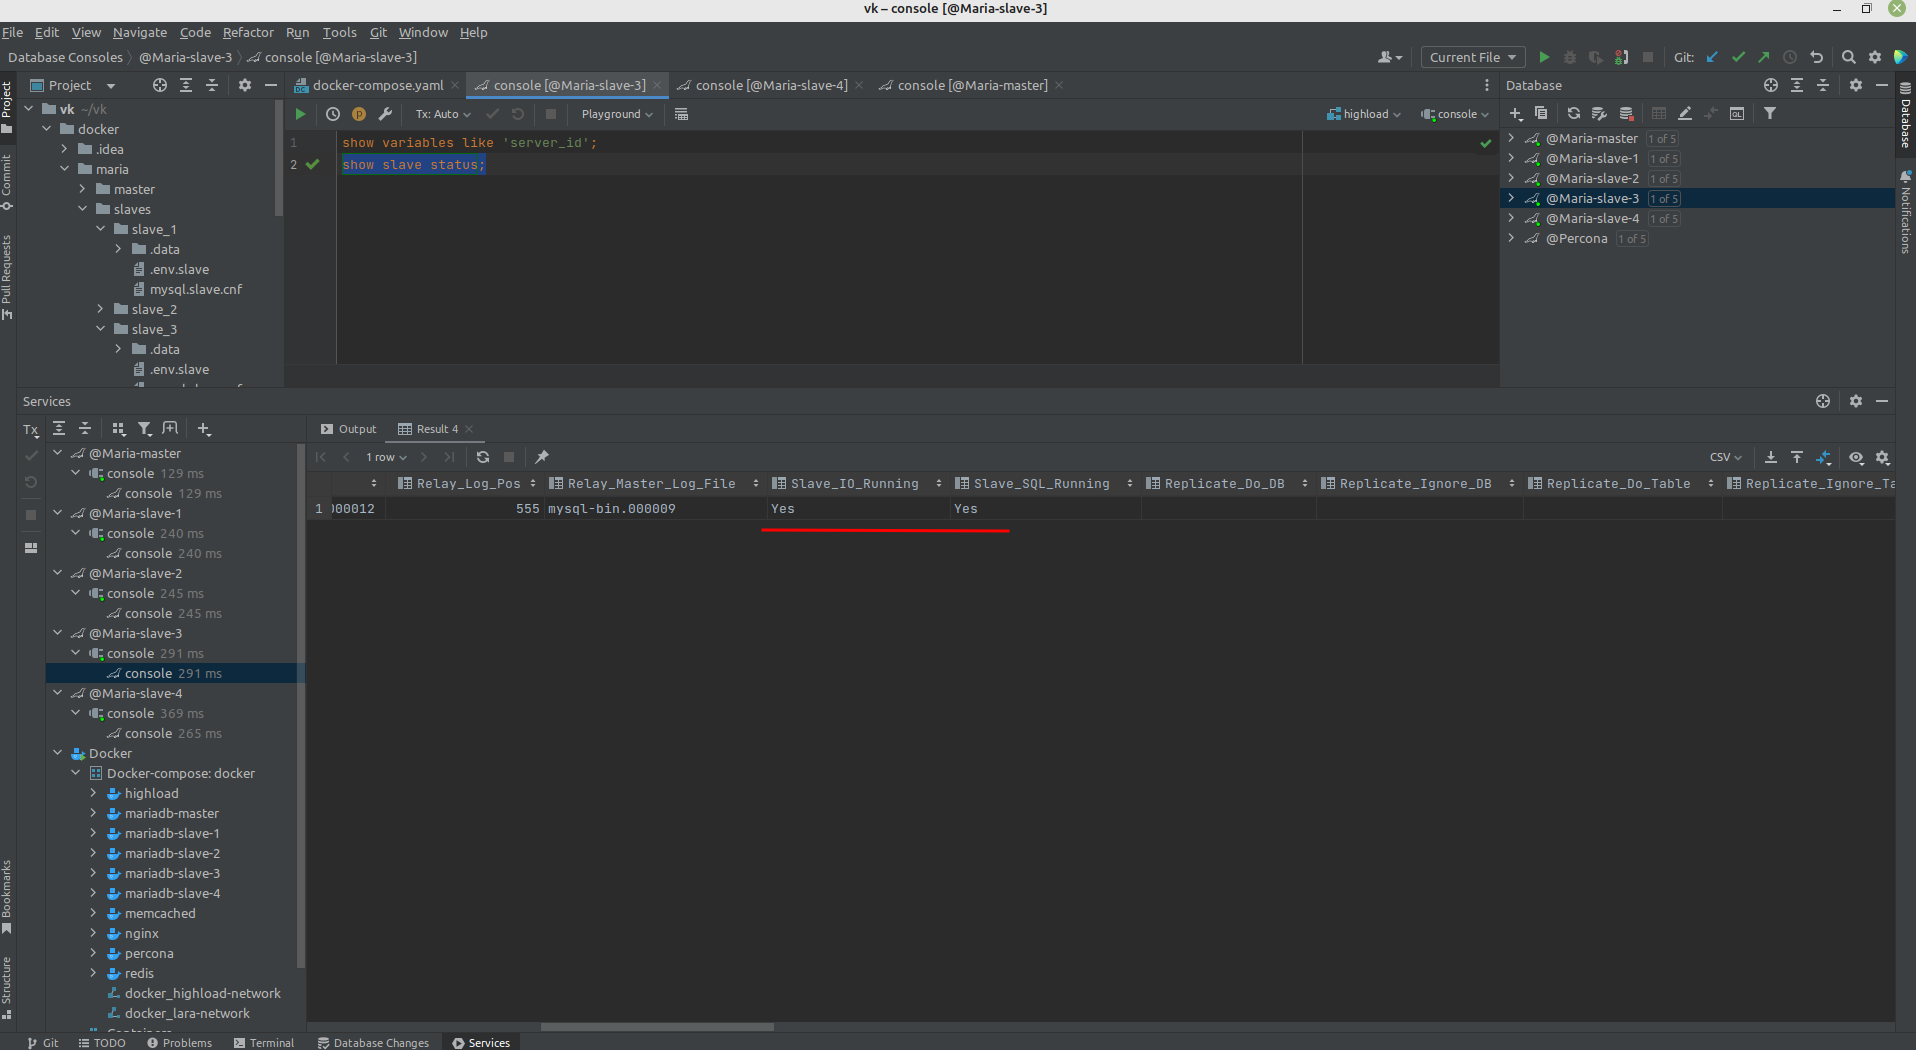 vk – console [@Maria-slave-3]
File Edit View Navigate Code Refactor Run Tools Git Window Help
Database Consoles @Maria-slave-3 console [@Maria-slave-3]
Current File
Git:
Project
docker-compose.yaml
console [@Maria-slave-3]
console [@Maria-slave-4]
console [@Maria-master]
Database
Tx: Auto
Playground
highload
console
vk ~/vk
docker
.idea
maria
master
slaves
slave_1
.data
.env.slave
mysql.slave.cnf
slave_2
slave_3
.data
.env.slave
1 show variables like 'server_id';
2 show slave status;
@Maria-master 1 of 5
@Maria-slave-1 1 of 5
@Maria-slave-2 1 of 5
@Maria-slave-3 1 of 5
@Maria-slave-4 1 of 5
@Percona 1 of 5
Project
Commit
Pull Requests
Bookmarks
Structure
Database
Notifications
Services
Tx
@Maria-master
console 129 ms
console 129 ms
@Maria-slave-1
console 240 ms
console 240 ms
@Maria-slave-2
console 245 ms
console 245 ms
@Maria-slave-3
console 291 ms
console 291 ms
@Maria-slave-4
console 369 ms
console 265 ms
Docker
Docker-compose: docker
highload
mariadb-master
mariadb-slave-1
mariadb-slave-2
mariadb-slave-3
mariadb-slave-4
memcached
nginx
percona
redis
docker_highload-network
docker_lara-network
Output
Result 4
1 row
CSV
Relay_Log_Pos Relay_Master_Log_File Slave_IO_Running Slave_SQL_Running Replicate_Do_DB Replicate_Ignore_DB Replicate_Do_Table Replicate_Ignore_Ta
1 000012 555 mysql-bin.000009 Yes Yes
Git TODO Problems Terminal Database Changes Services